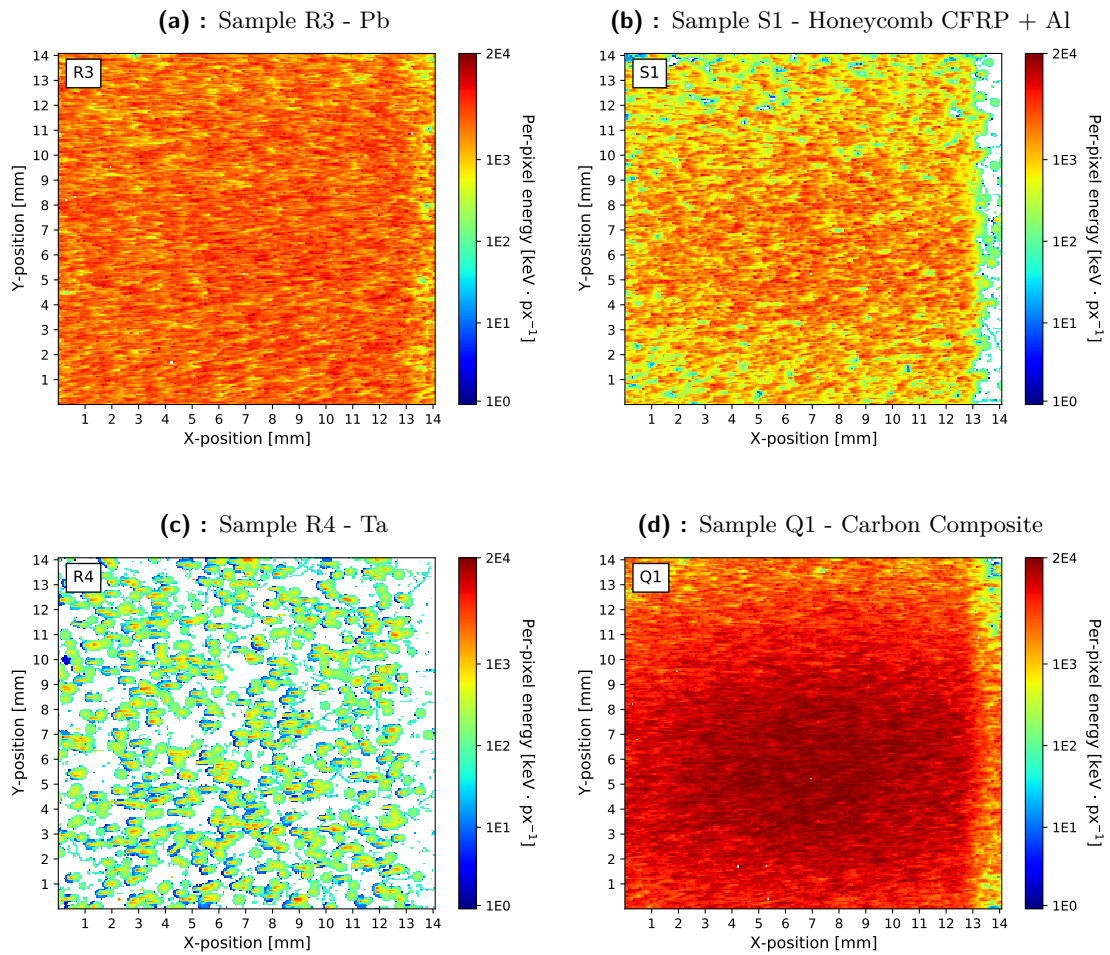 (a) : Sample R3 - Pb
R3
14
13
12
11
10
9
8
7
6
5
4
3
2
1
Y-position [mm]
1 2 3 4 5 6 7 8 9 10 11 12 13 14
X-position [mm]
2E4
1E3
1E2
1E1
1E0
Per-pixel energy [keV · px⁻¹]
(b) : Sample S1 - Honeycomb CFRP + Al
S1
14
13
12
11
10
9
8
7
6
5
4
3
2
1
Y-position [mm]
1 2 3 4 5 6 7 8 9 10 11 12 13 14
X-position [mm]
2E4
1E3
1E2
1E1
1E0
Per-pixel energy [keV · px⁻¹]
(c) : Sample R4 - Ta
R4
14
13
12
11
10
9
8
7
6
5
4
3
2
1
Y-position [mm]
1 2 3 4 5 6 7 8 9 10 11 12 13 14
X-position [mm]
2E4
1E3
1E2
1E1
1E0
Per-pixel energy [keV · px⁻¹]
(d) : Sample Q1 - Carbon Composite
Q1
14
13
12
11
10
9
8
7
6
5
4
3
2
1
Y-position [mm]
1 2 3 4 5 6 7 8 9 10 11 12 13 14
X-position [mm]
2E4
1E3
1E2
1E1
1E0
Per-pixel energy [keV · px⁻¹]